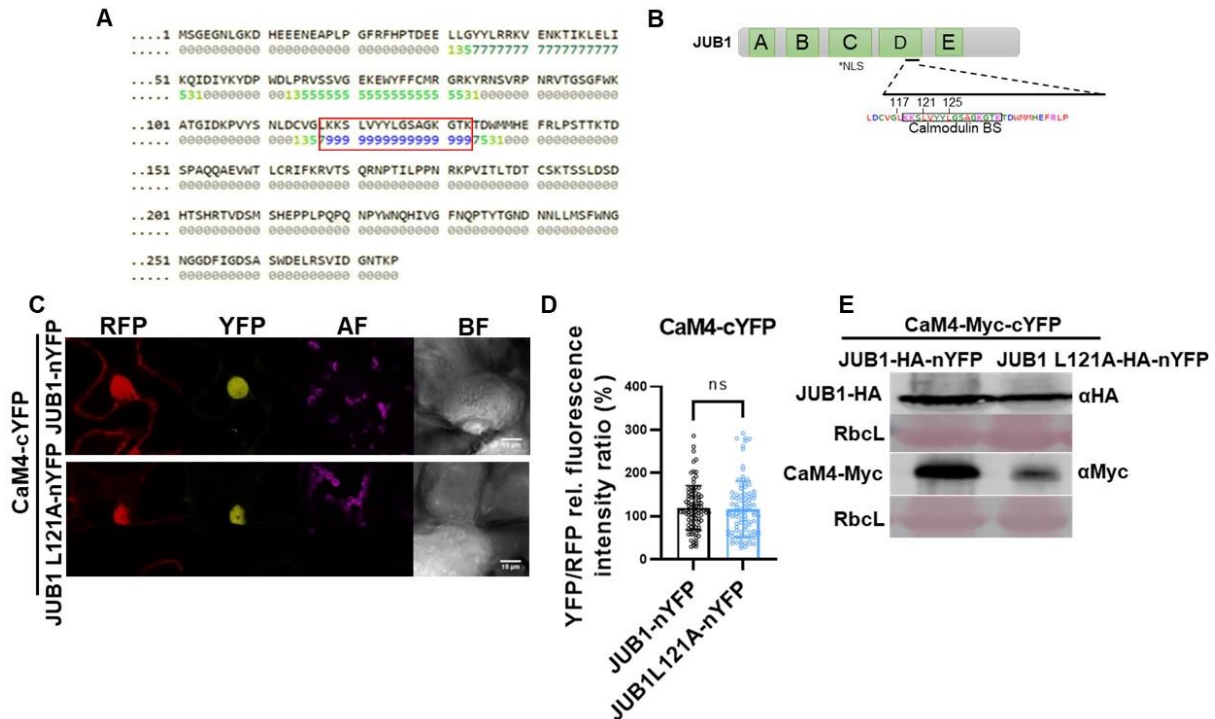 A
....1 MSGEGNLGKD HEEENEAPLP GFRFHPTDEE LLGYYLRRKV ENKTIKLELI
..... 0000000000 0000000000 0000000000 1357777777 7777777777
...51 KQIDIYKYDP WDLPRVSSVG EKEWYFFCMR GRKYRNSVRP NRVTGSGFWK
..... 5310000000 0013555555 5555555555 5531000000 0000000000
..101 ATGIDKPVYS NLDCVGLKKS LVYYLGSAGK GTKTDWMMHE FRLPSTTKTD
..... 0000000000 0001357999 9999999999 9997531000 0000000000
..151 SPAQQAEVWT LCRIFKRVTS QRNPTILPPN RKPVITLTDT CSKTSSLDSD
..... 0000000000 0000000000 0000000000 0000000000 0000000000
..201 HTSHRTVDSM SHEPPLPQPQ NPYWNQHIVG FNQPTYTGND NNLLMSFWNG
..... 0000000000 0000000000 0000000000 0000000000 0000000000
..251 NGGDFIGDSA SWDELRSVID GNTKP
..... 0000000000 0000000000 00000
B
JUB1 A B C D E
*NLS
117 121 125
LDCVGLKKSLVYYLGSAGKGTKTDWMMHEFRLP
Calmodulin BS
C
RFP YFP AF BF
CaM4-cYFP
JUB1-nYFP
15 µm
JUB1 L121A-nYFP
15 µm
D
CaM4-cYFP
YFP/RFP rel. fluorescence
intensity ratio (%)
400
300
200
100
0
ns
JUB1-nYFP
JUB1L121A-nYFP
E
CaM4-Myc-cYFP
JUB1-HA-nYFP JUB1 L121A-HA-nYFP
JUB1-HA αHA
RbcL
CaM4-Myc αMyc
RbcL